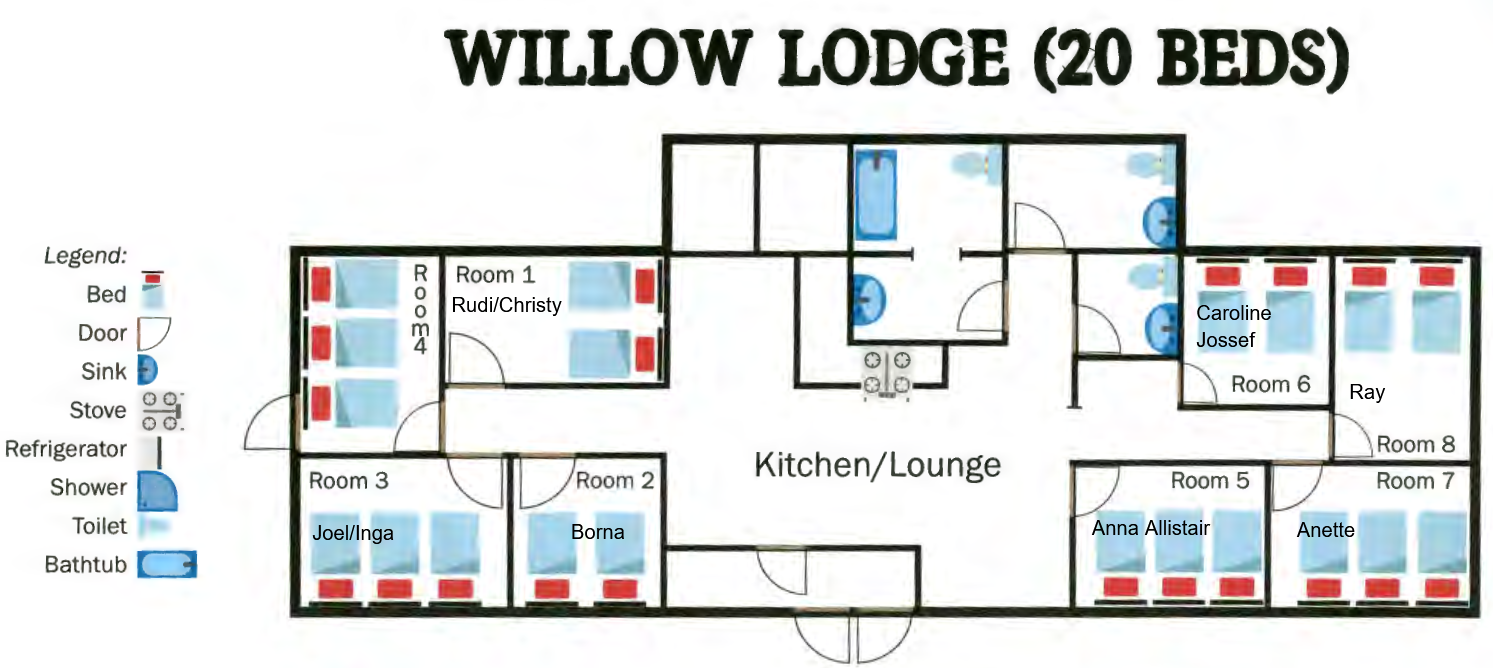 WILLOW LODGE (20 BEDS)
Legend:
Bed
Door
Sink
Stove
Refrigerator
Shower
Toilet
Bathtub
Room 4
Room 1
Rudi/Christy
Room 3
Joel/Inga
Room 2
Borna
Kitchen/Lounge
Caroline
Jossef
Room 6
Ray
Room 8
Room 5
Anna Allistair
Room 7
Anette